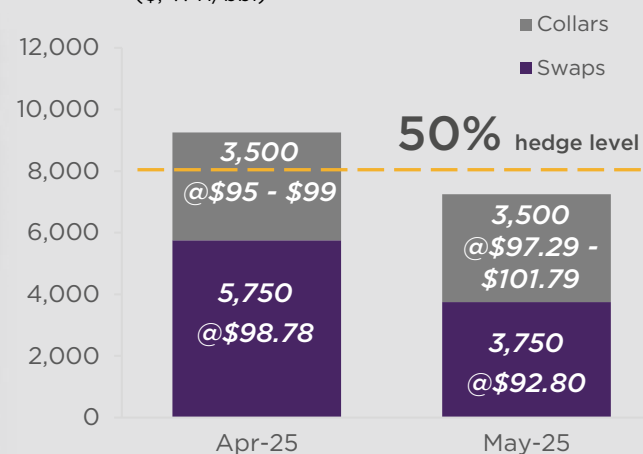 Collars
Swaps
12,000
10,000
8,000
6,000
4,000
2,000
0
50% hedge level
3,500
@$95 - $99
5,750
@$98.78
3,500
@$97.29 -
$101.79
3,750
@$92.80
Apr-25
May-25